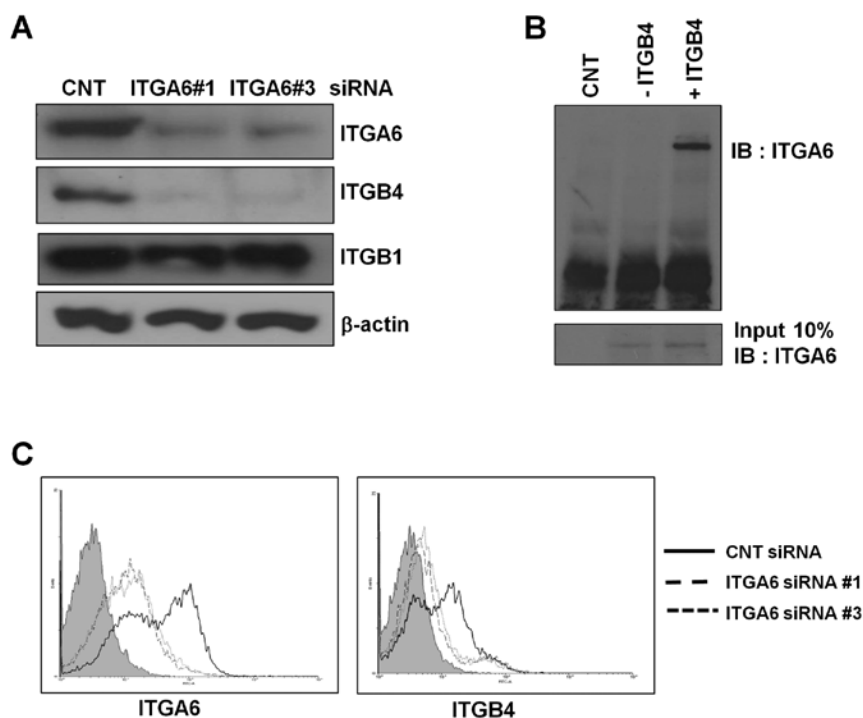 A
CNT ITGA6#1 ITGA6#3 siRNA
ITGA6
ITGB4
ITGB1
β-actin
B
CNT
- ITGB4
+ ITGB4
IB : ITGA6
Input 10%
IB : ITGA6
C
ITGA6
ITGB4
CNT siRNA
ITGA6 siRNA #1
ITGA6 siRNA #3